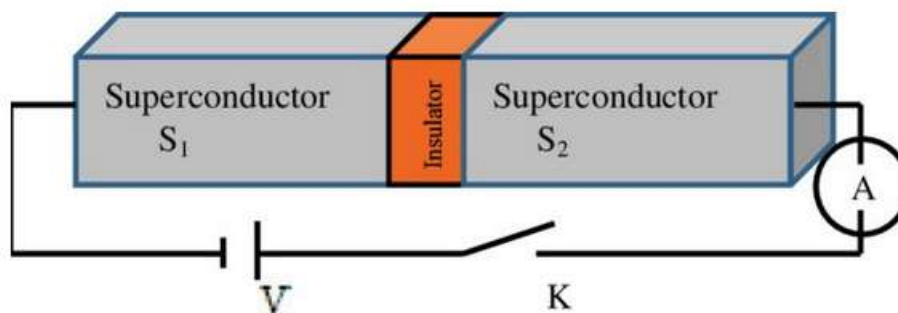 Superconductor
S₁
Insulator
Superconductor
S₂
A
V
K